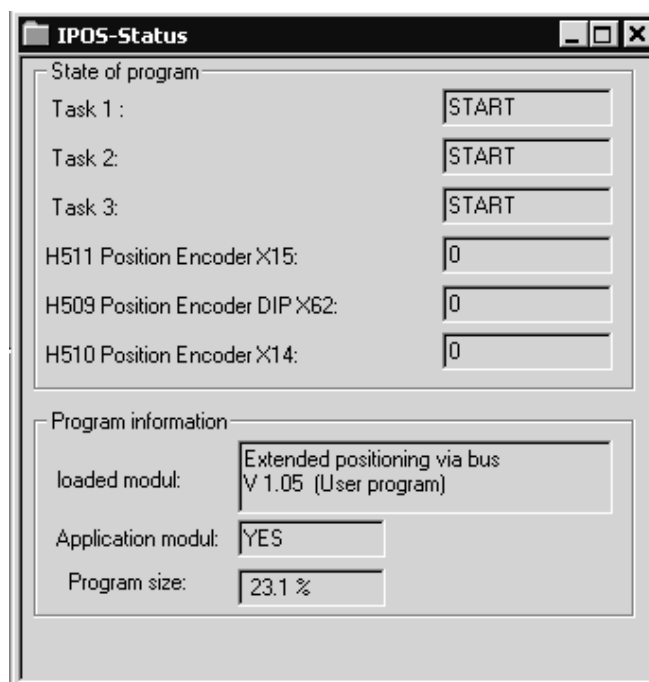 IPOS-Status
State of program
Task 1 : START
Task 2: START
Task 3: START
H511 Position Encoder X15: 0
H509 Position Encoder DIP X62: 0
H510 Position Encoder X14: 0
Program information
loaded modul: Extended positioning via bus
V 1.05 (User program)
Application modul: YES
Program size: 23.1 %